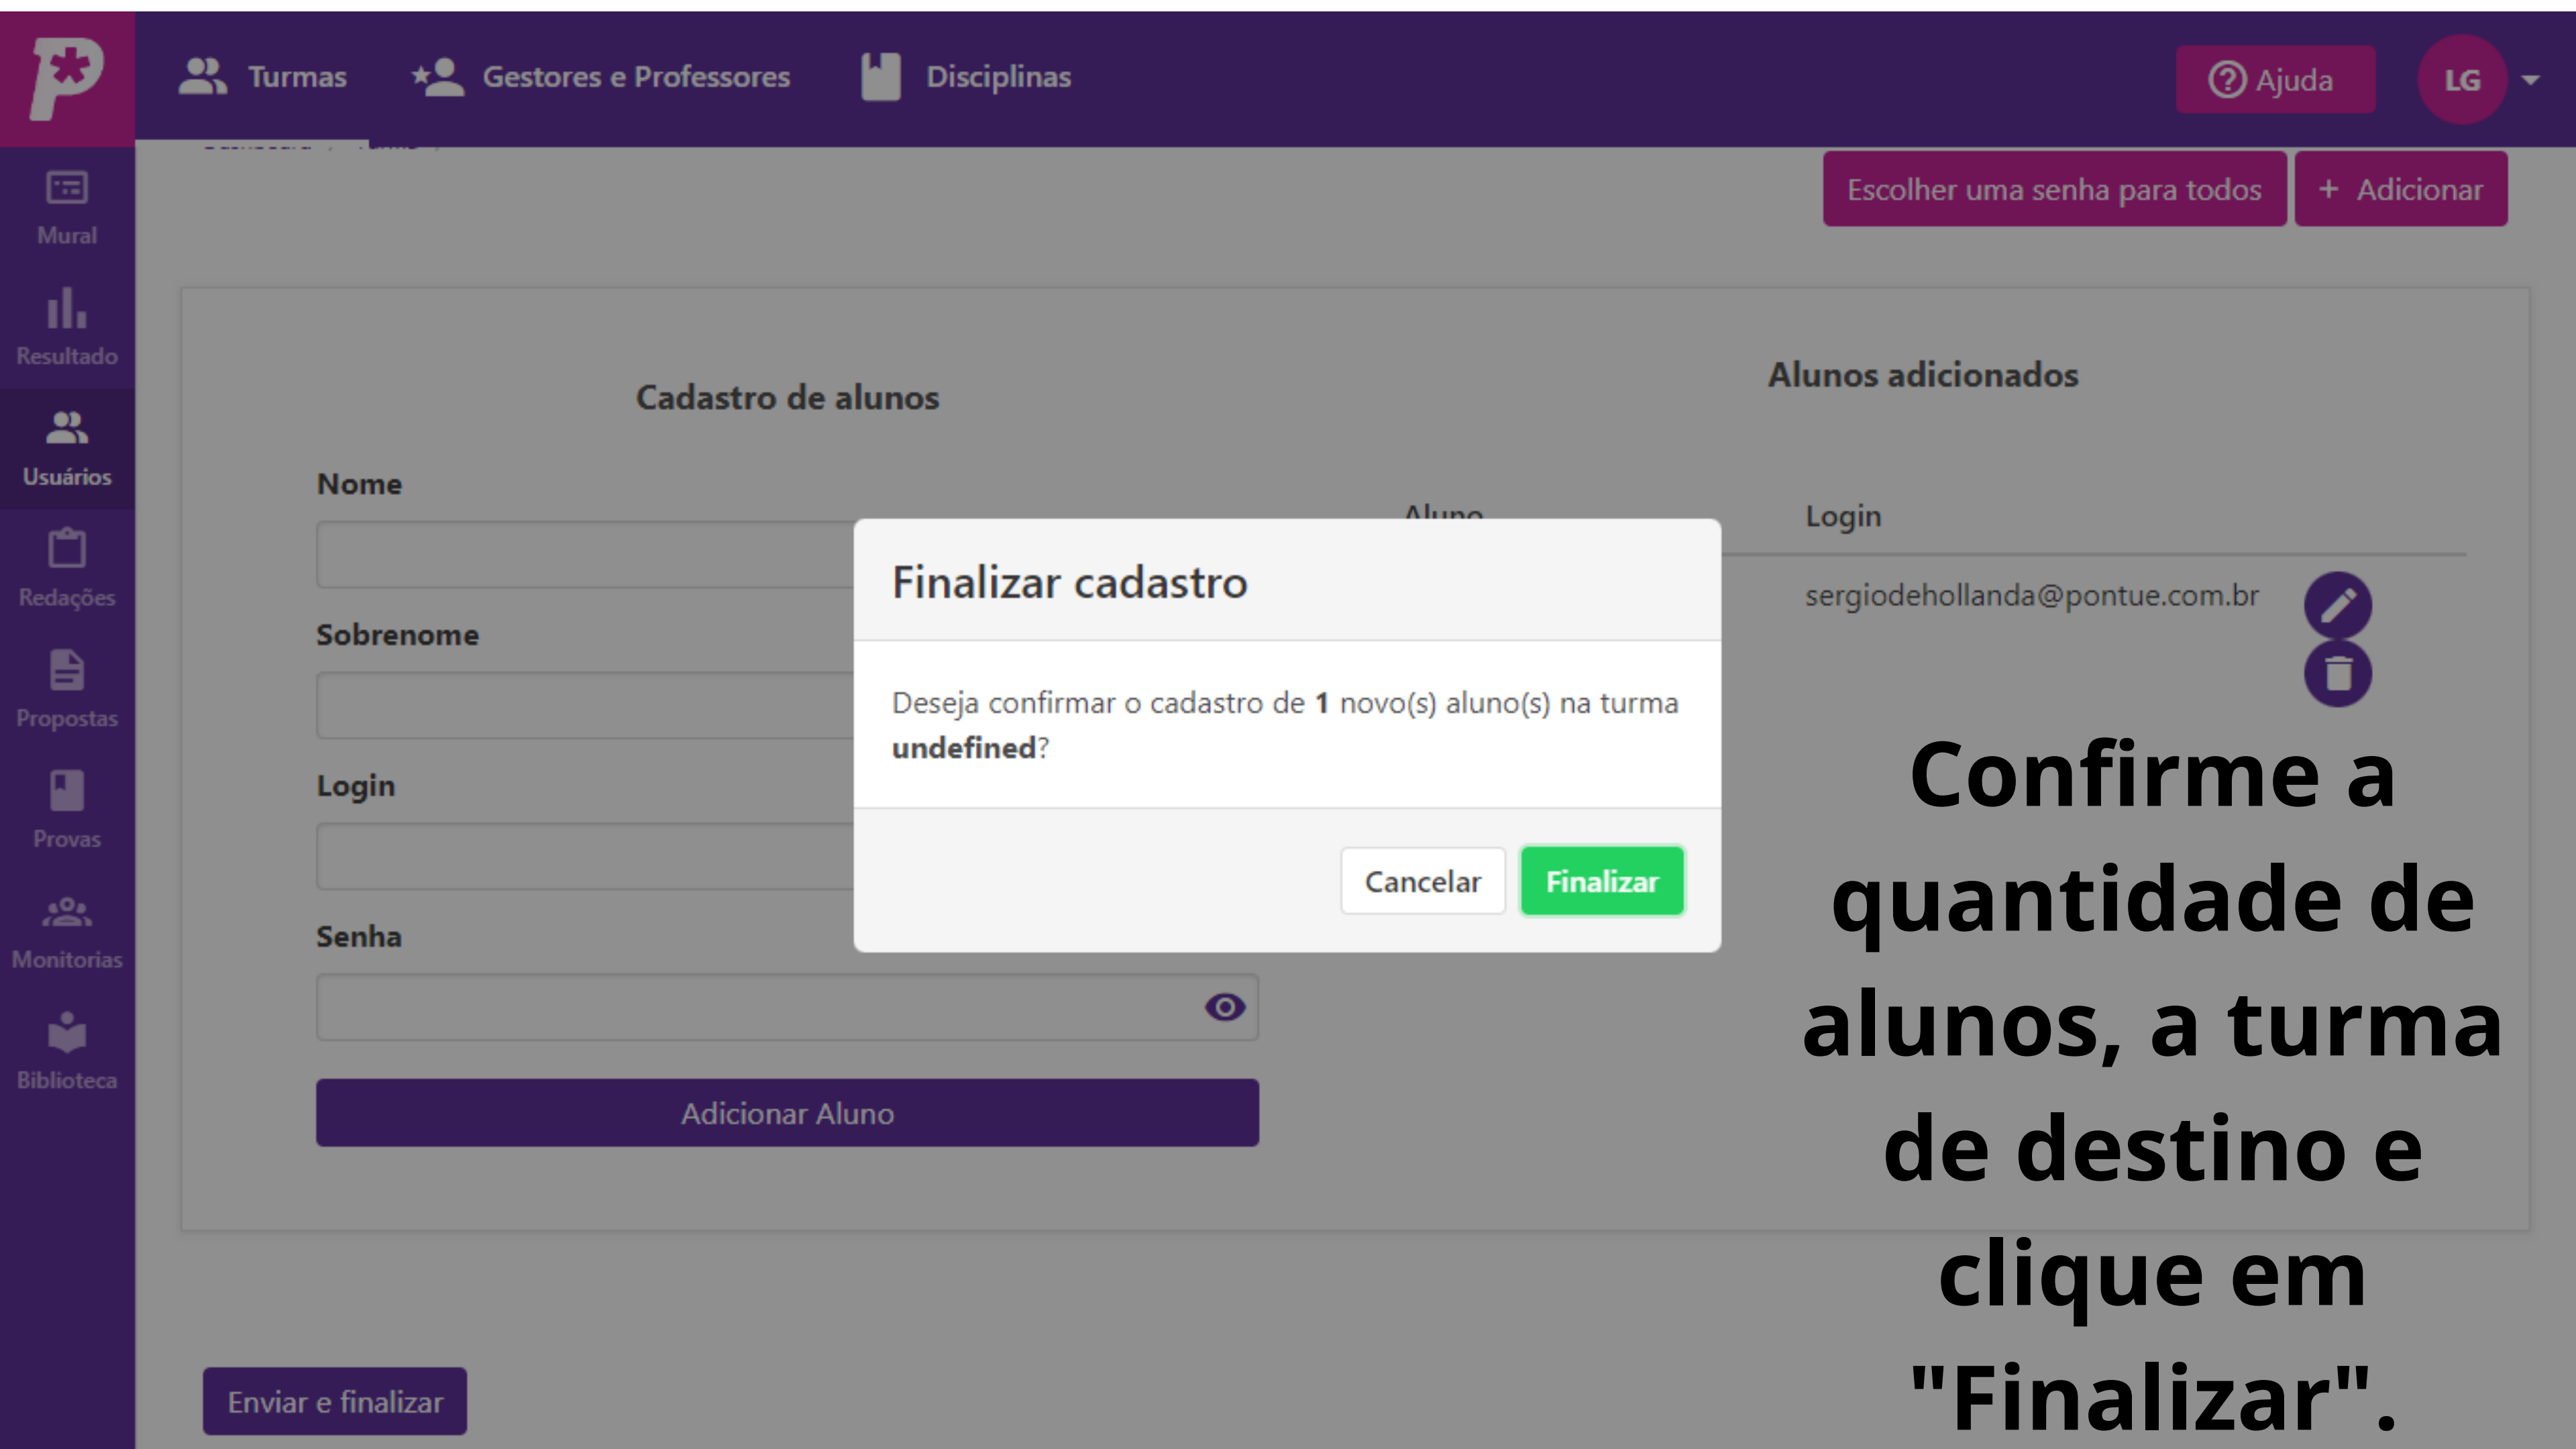 Turmas
Gestores e Professores
Disciplinas
Ajuda
LG
Escolher uma senha para todos
+ Adicionar
Mural
Resultado
Usuários
Redações
Propostas
Provas
Monitorias
Biblioteca
Cadastro de alunos
Nome
Sobrenome
Login
Senha
Adicionar Aluno
Enviar e finalizar
Alunos adicionados
Aluno
Login
sergiodehollanda@pontue.com.br
Finalizar cadastro
Deseja confirmar o cadastro de 1 novo(s) aluno(s) na turma
undefined?
Cancelar
Finalizar
Confirme a
quantidade de
alunos, a turma
de destino e
clique em
"Finalizar".